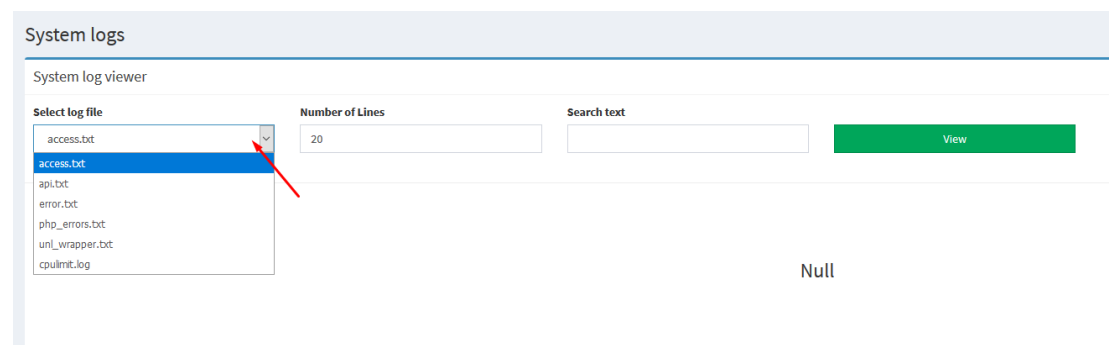 System logs
System log viewer
Select log file Number of Lines Search text
access.txt 20 View
access.txt
api.txt
error.txt
php_errors.txt
unl_wrapper.txt
cpulimit.log
Null